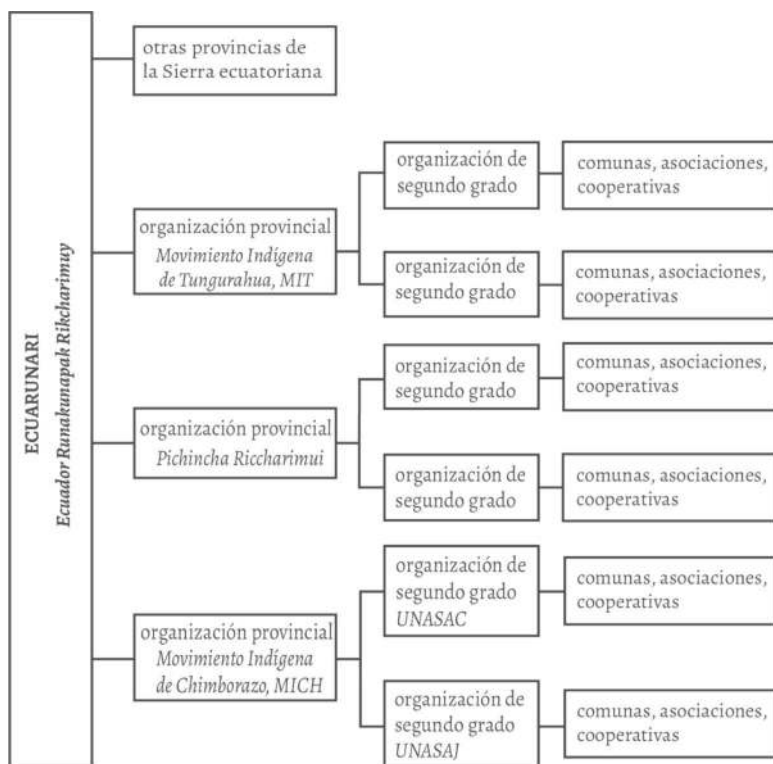 ECUARUNARI
Ecuador Runakunapak Rikcharimuy
otras provincias de
la Sierra ecuatoriana
organización provincial
Movimiento Indígena
de Tungurahua, MIT
organización de
segundo grado
comunas, asociaciones,
cooperativas
organización de
segundo grado
comunas, asociaciones,
cooperativas
organización provincial
Pichincha Riccharimui
organización de
segundo grado
comunas, asociaciones,
cooperativas
organización de
segundo grado
comunas, asociaciones,
cooperativas
organización provincial
Movimiento Indígena
de Chimborazo, MICH
organización de
segundo grado
UNASAC
comunas, asociaciones,
cooperativas
organización de
segundo grado
UNASAJ
comunas, asociaciones,
cooperativas